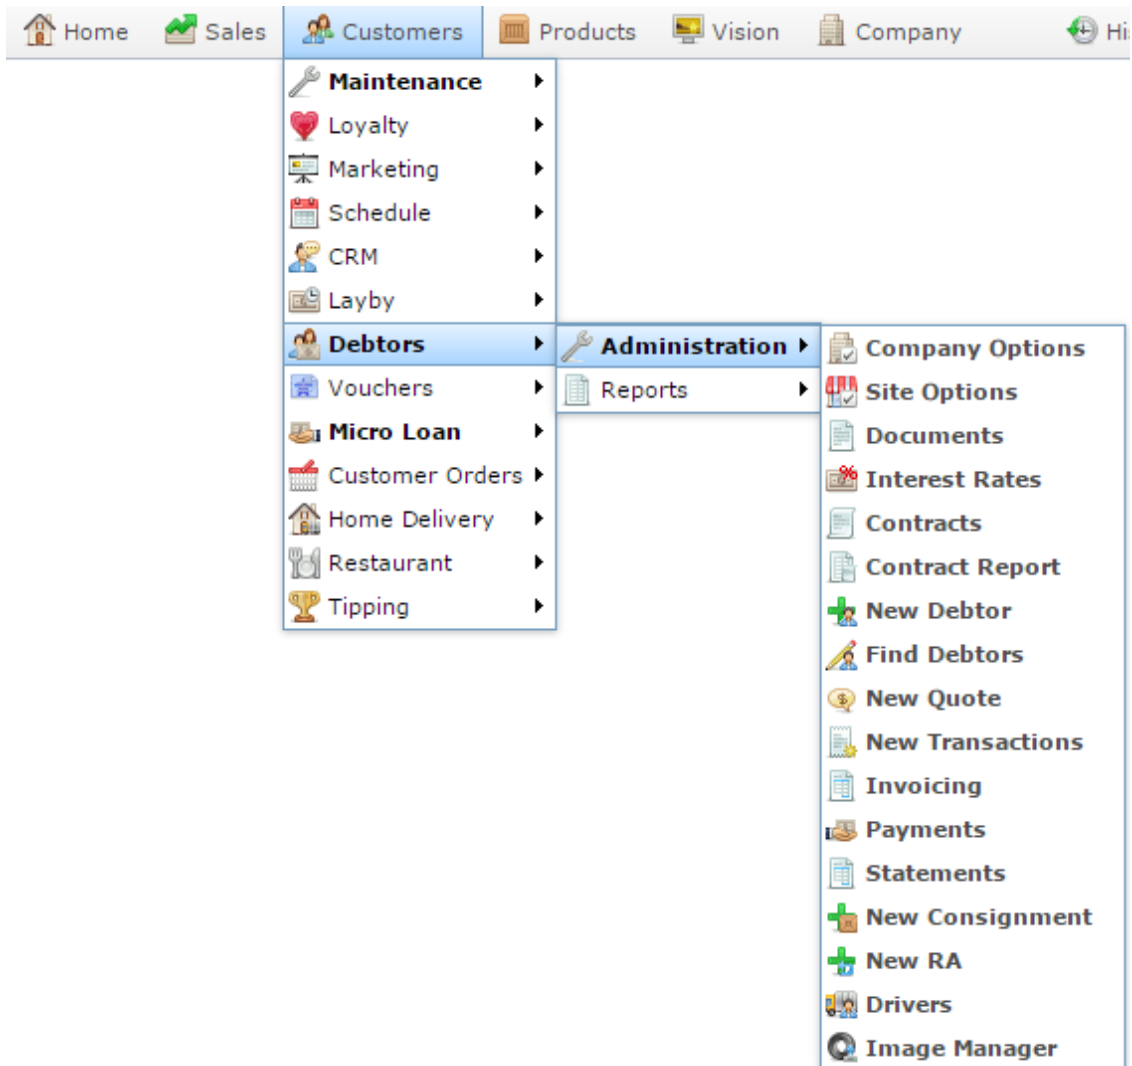 Home Sales Customers Products Vision Company Hi
Maintenance
Loyalty
Marketing
Schedule
CRM
Layby
Debtors
Vouchers
Micro Loan
Customer Orders
Home Delivery
Restaurant
Tipping
Administration
Reports
Company Options
Site Options
Documents
Interest Rates
Contracts
Contract Report
New Debtor
Find Debtors
New Quote
New Transactions
Invoicing
Payments
Statements
New Consignment
New RA
Drivers
Image Manager